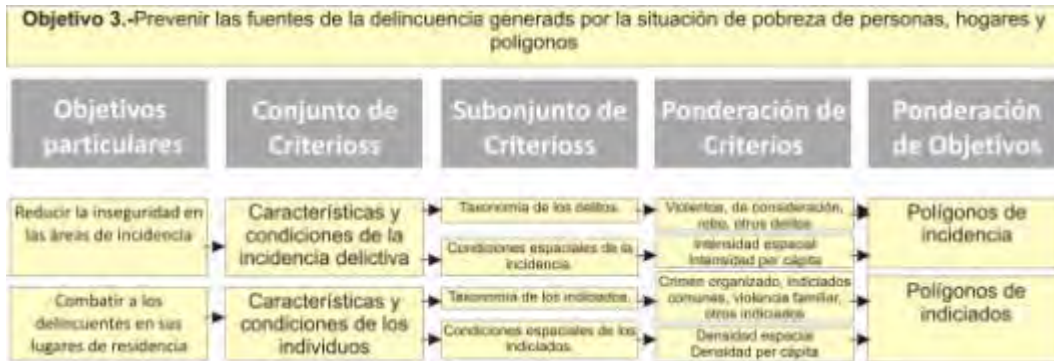 Objetivo 3.-Prevenir las fuentes de la delincuencia generads por la situación de pobreza de personas, hogares y
polígonos
Objetivos
particulares
Conjunto de
Criterioss
Subonjunto de
Criterioss
Ponderación de
Criterios
Ponderación
de Objetivos
Reducir la inseguridad en
las áreas de incidencia
Características y
condiciones de la
incidencia delictiva
Taxonomía de los delitos.
Violentos, de consideración,
robo, otros delitos
Polígonos de
incidencia
Condiciones espaciales de la
incidencia.
Intensidad espacial
Intensidad per cápita
Combatir a los
delincuentes en sus
lugares de residencia
Características y
condiciones de los
individuos
Taxonomía de los indiciados.
Crimen organizado, indiciados
comunes, violencia familiar,
otros indiciados
Polígonos de
indiciados
Condiciones espaciales de los
indiciados.
Densidad espacial
Densidad per cápita